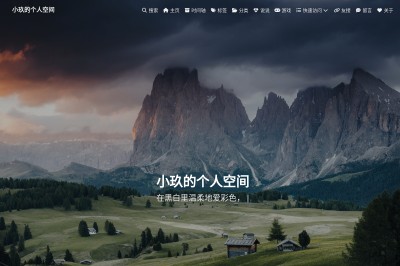 小玖的个人空间
搜索 主页 时间轴 标签 分类 说说 游戏 快速访问 友链 留言 关于
小玖的个人空间
在黑白里温柔地爱彩色，